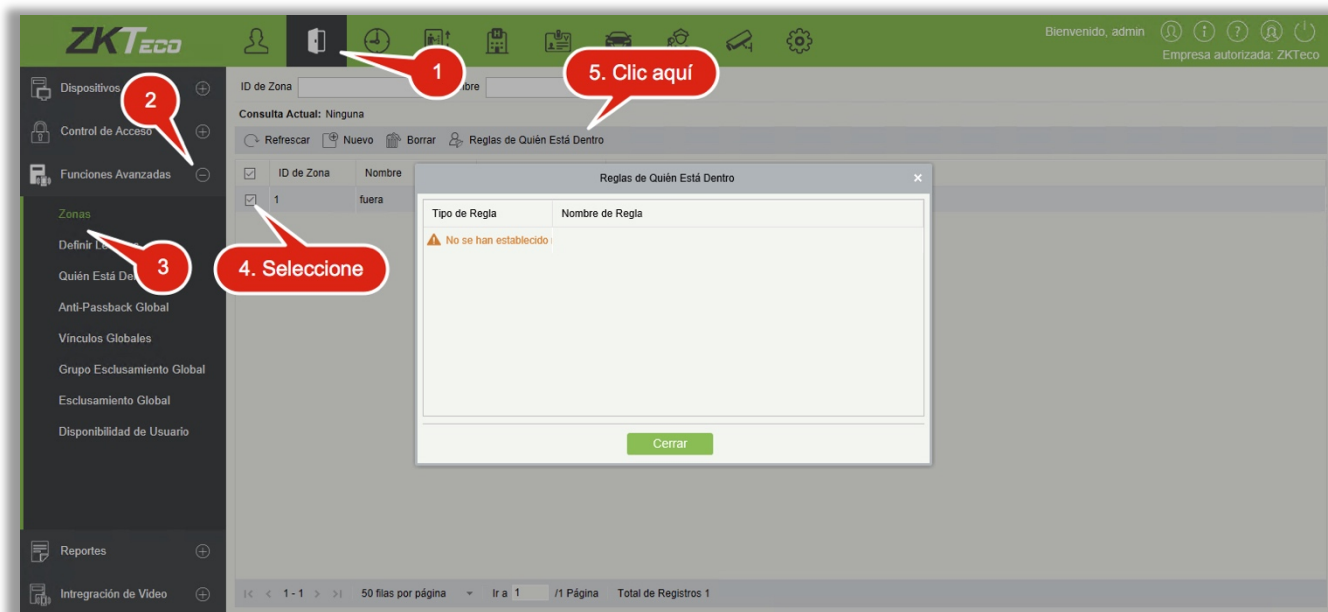 ZKTECO
Bienvenido, admin
Empresa autorizada: ZKTeco
1
5. Clic aquí
2
Dispositivos
Control de Acceso
Funciones Avanzadas
Zonas
3
Quién Está De
Anti-Passback Global
Vínculos Globales
Grupo Esclusamiento Global
Esclusamiento Global
Disponibilidad de Usuario
Reportes
Intregración de Video
ID de Zona
Consulta Actual: Ninguna
Refrescar Nuevo Borrar Reglas de Quién Está Dentro
ID de Zona Nombre
1 fuera
4. Seleccione
Reglas de Quién Está Dentro
Tipo de Regla Nombre de Regla
No se han establecido
Cerrar
1-1 50 filas por página Ir a 1 /1 Página Total de Registros 1